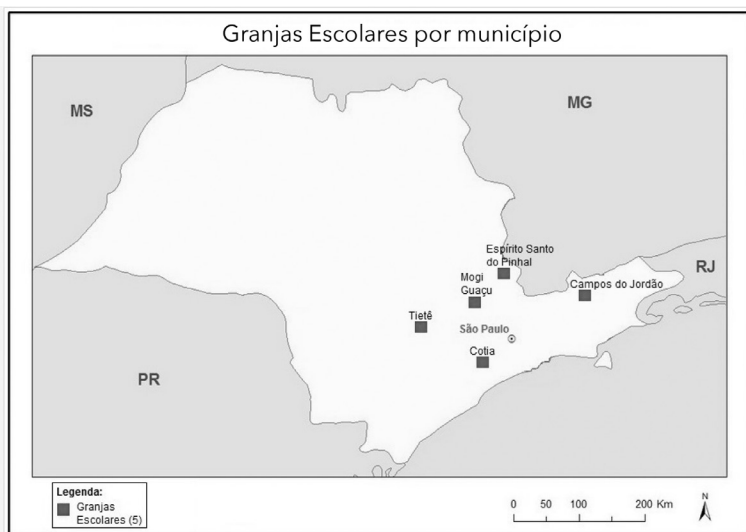 Granjas Escolares por município
MS
MG
Espírito Santo
do Pinhal
RJ
Mogi
Guaçu
Campos do Jordão
Tietê
São Paulo
Cotia
PR
Legenda:
Granjas
Escolares (5)
0 50 100 200 Km
N